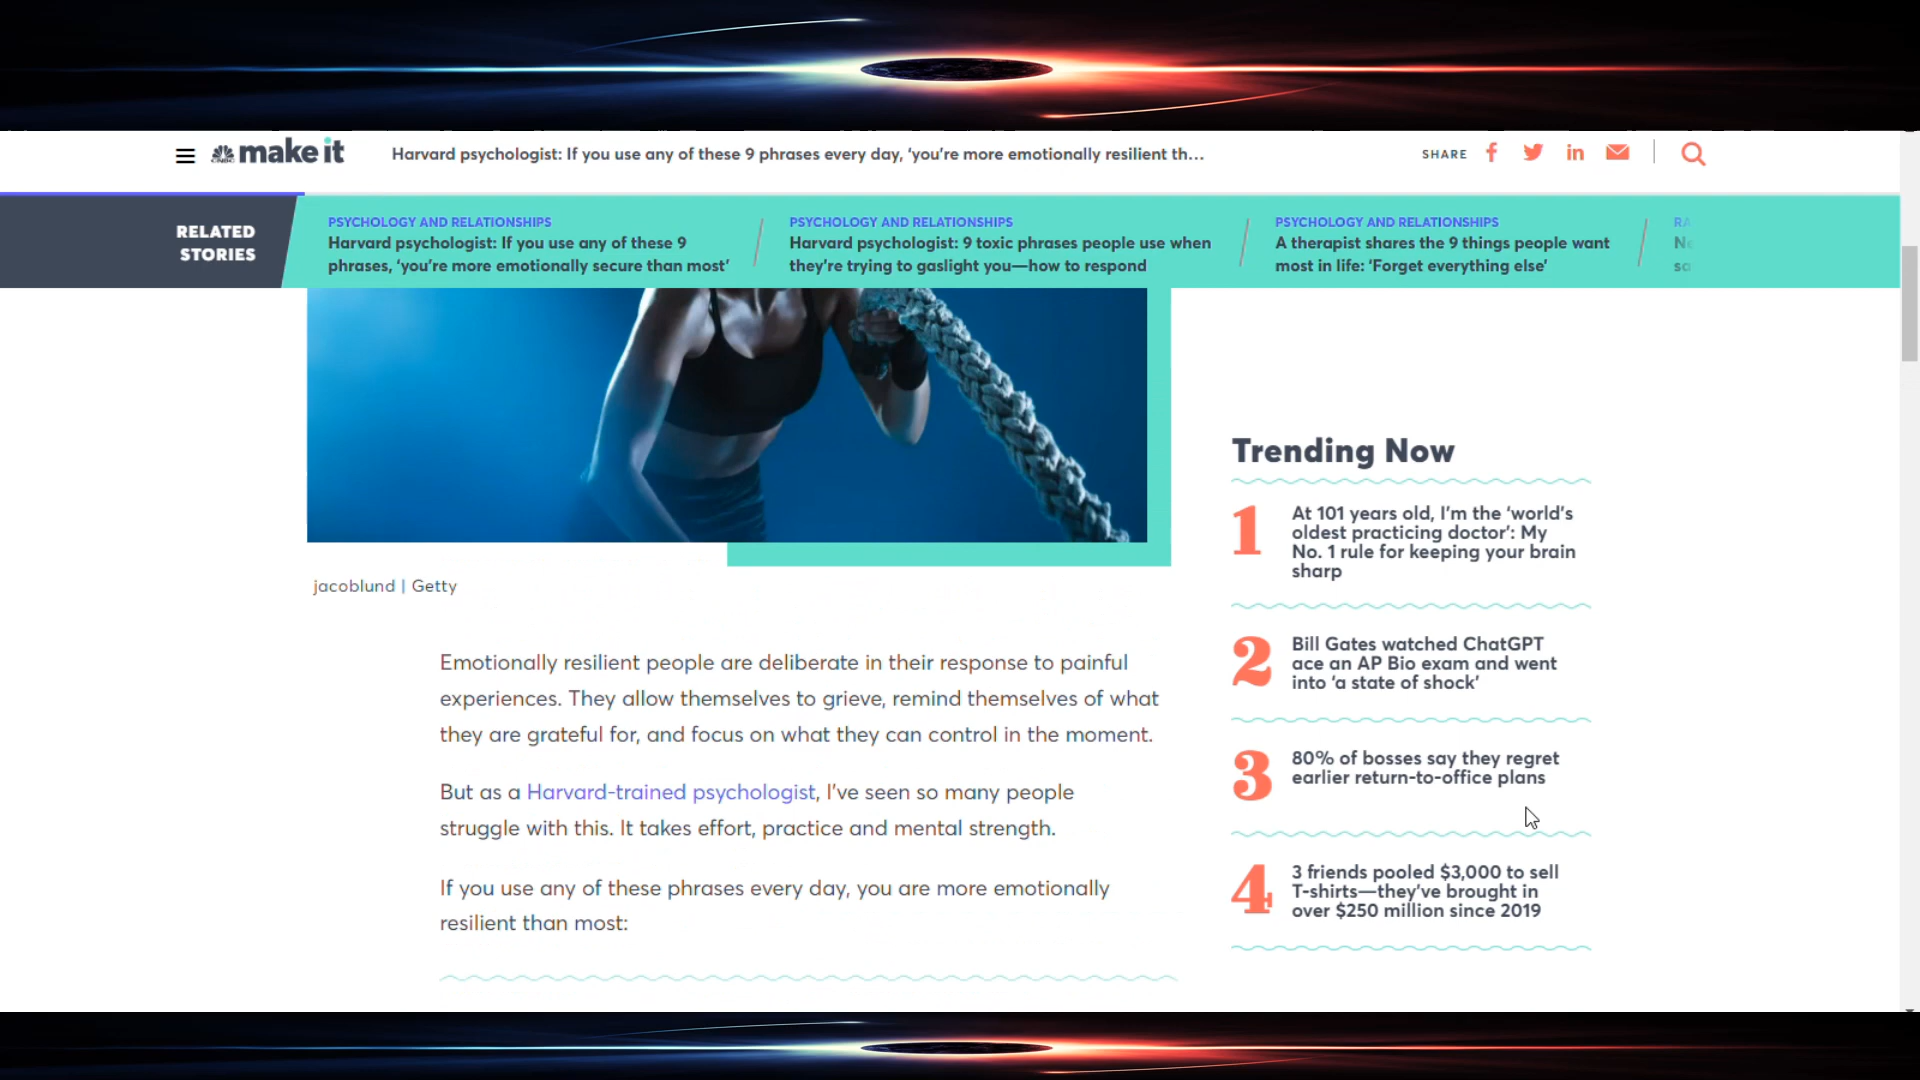 make it
CNBC
Harvard psychologist: If you use any of these 9 phrases every day, ‘you’re more emotionally resilient th…
SHARE
RELATED
STORIES
PSYCHOLOGY AND RELATIONSHIPS
Harvard psychologist: If you use any of these 9
phrases, ‘you’re more emotionally secure than most’
PSYCHOLOGY AND RELATIONSHIPS
Harvard psychologist: 9 toxic phrases people use when
they’re trying to gaslight you—how to respond
PSYCHOLOGY AND RELATIONSHIPS
A therapist shares the 9 things people want
most in life: ‘Forget everything else’
jacoblund | Getty
Emotionally resilient people are deliberate in their response to painful
experiences. They allow themselves to grieve, remind themselves of what
they are grateful for, and focus on what they can control in the moment.
But as a Harvard-trained psychologist, I’ve seen so many people
struggle with this. It takes effort, practice and mental strength.
If you use any of these phrases every day, you are more emotionally
resilient than most:
Trending Now
1
At 101 years old, I’m the ‘world’s
oldest practicing doctor’: My
No. 1 rule for keeping your brain
sharp
2
Bill Gates watched ChatGPT
ace an AP Bio exam and went
into ‘a state of shock’
3
80% of bosses say they regret
earlier return-to-office plans
4
3 friends pooled $3,000 to sell
T-shirts—they’ve brought in
over $250 million since 2019